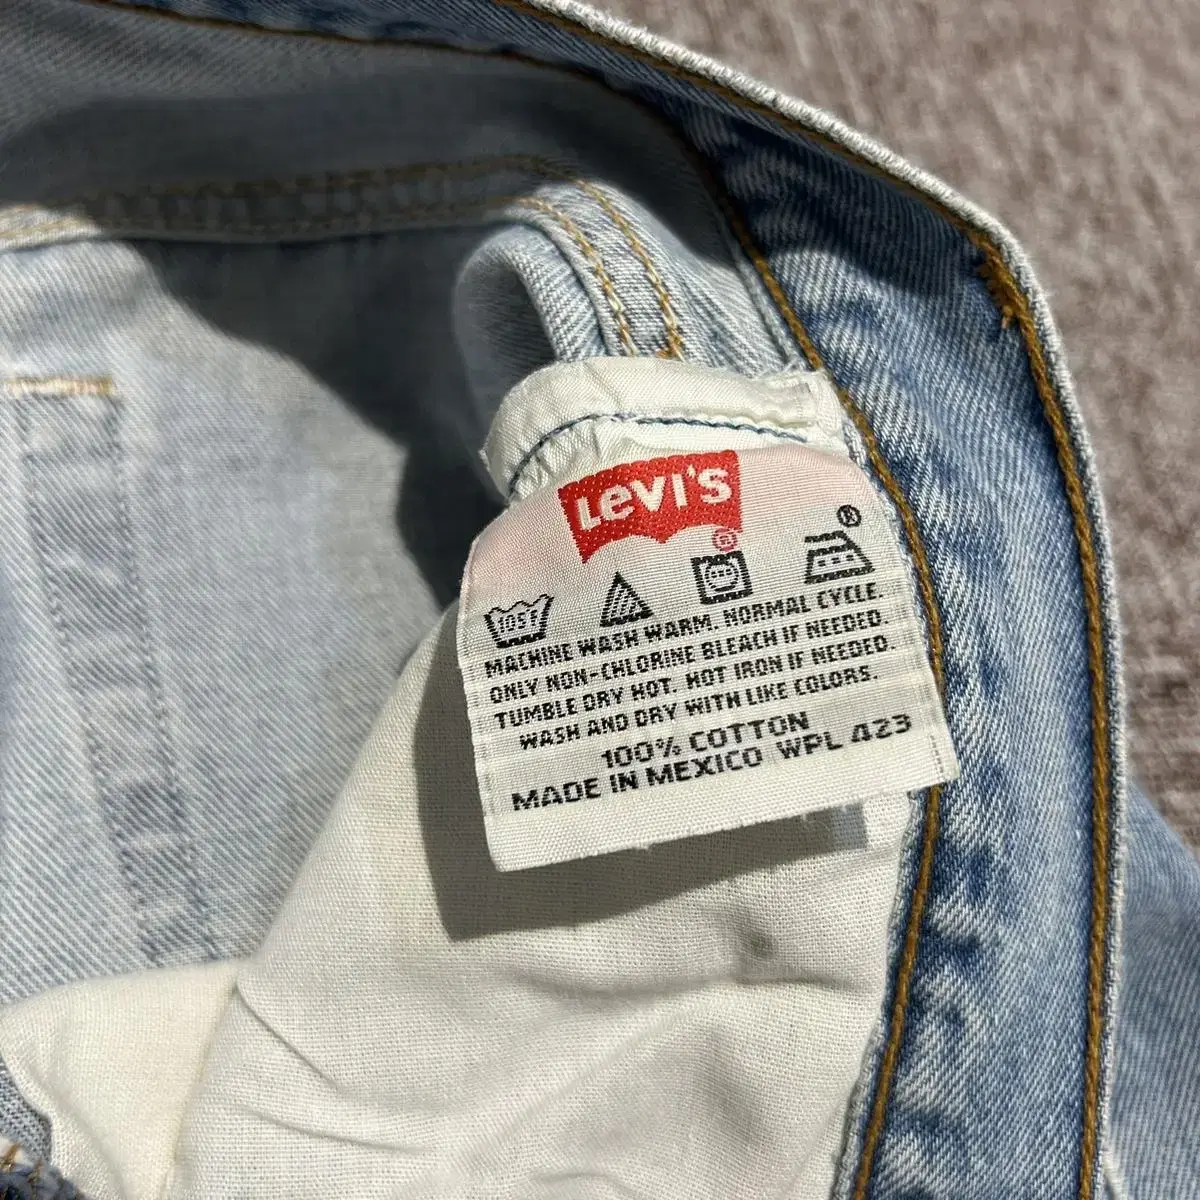 LEVI'S
®
®
105F
MACHINE WASH WARM. NORMAL CYCLE.
ONLY NON-CHLORINE BLEACH IF NEEDED.
TUMBLE DRY HOT. HOT IRON IF NEEDED.
WASH AND DRY WITH LIKE COLORS.
100% COTTON
MADE IN MEXICO WPL 423